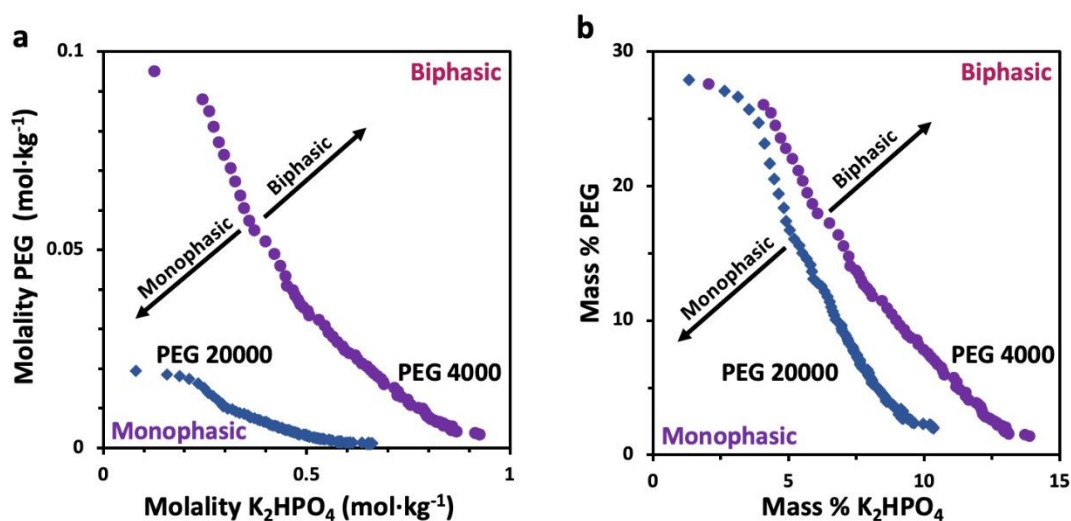 a
0.1
0.05
0
0
0.5
1
Molality PEG (mol·kg⁻¹)
Molality K₂HPO₄ (mol·kg⁻¹)
Biphasic
Biphasic
Monophasic
PEG 20000
PEG 4000
Monophasic
b
30
20
10
0
0
5
10
15
Mass % PEG
Mass % K₂HPO₄
Biphasic
Biphasic
Monophasic
PEG 20000
PEG 4000
Monophasic